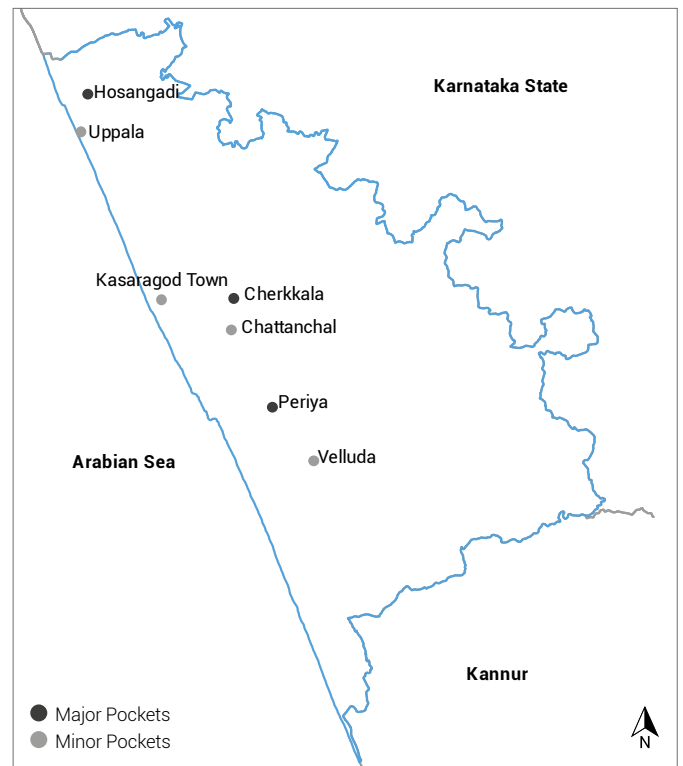 Karnataka State
Hosangadi
Uppala
Kasaragod Town
Cherkkala
Chattanchal
Periya
Velluda
Arabian Sea
Kannur
Major Pockets
Minor Pockets
N